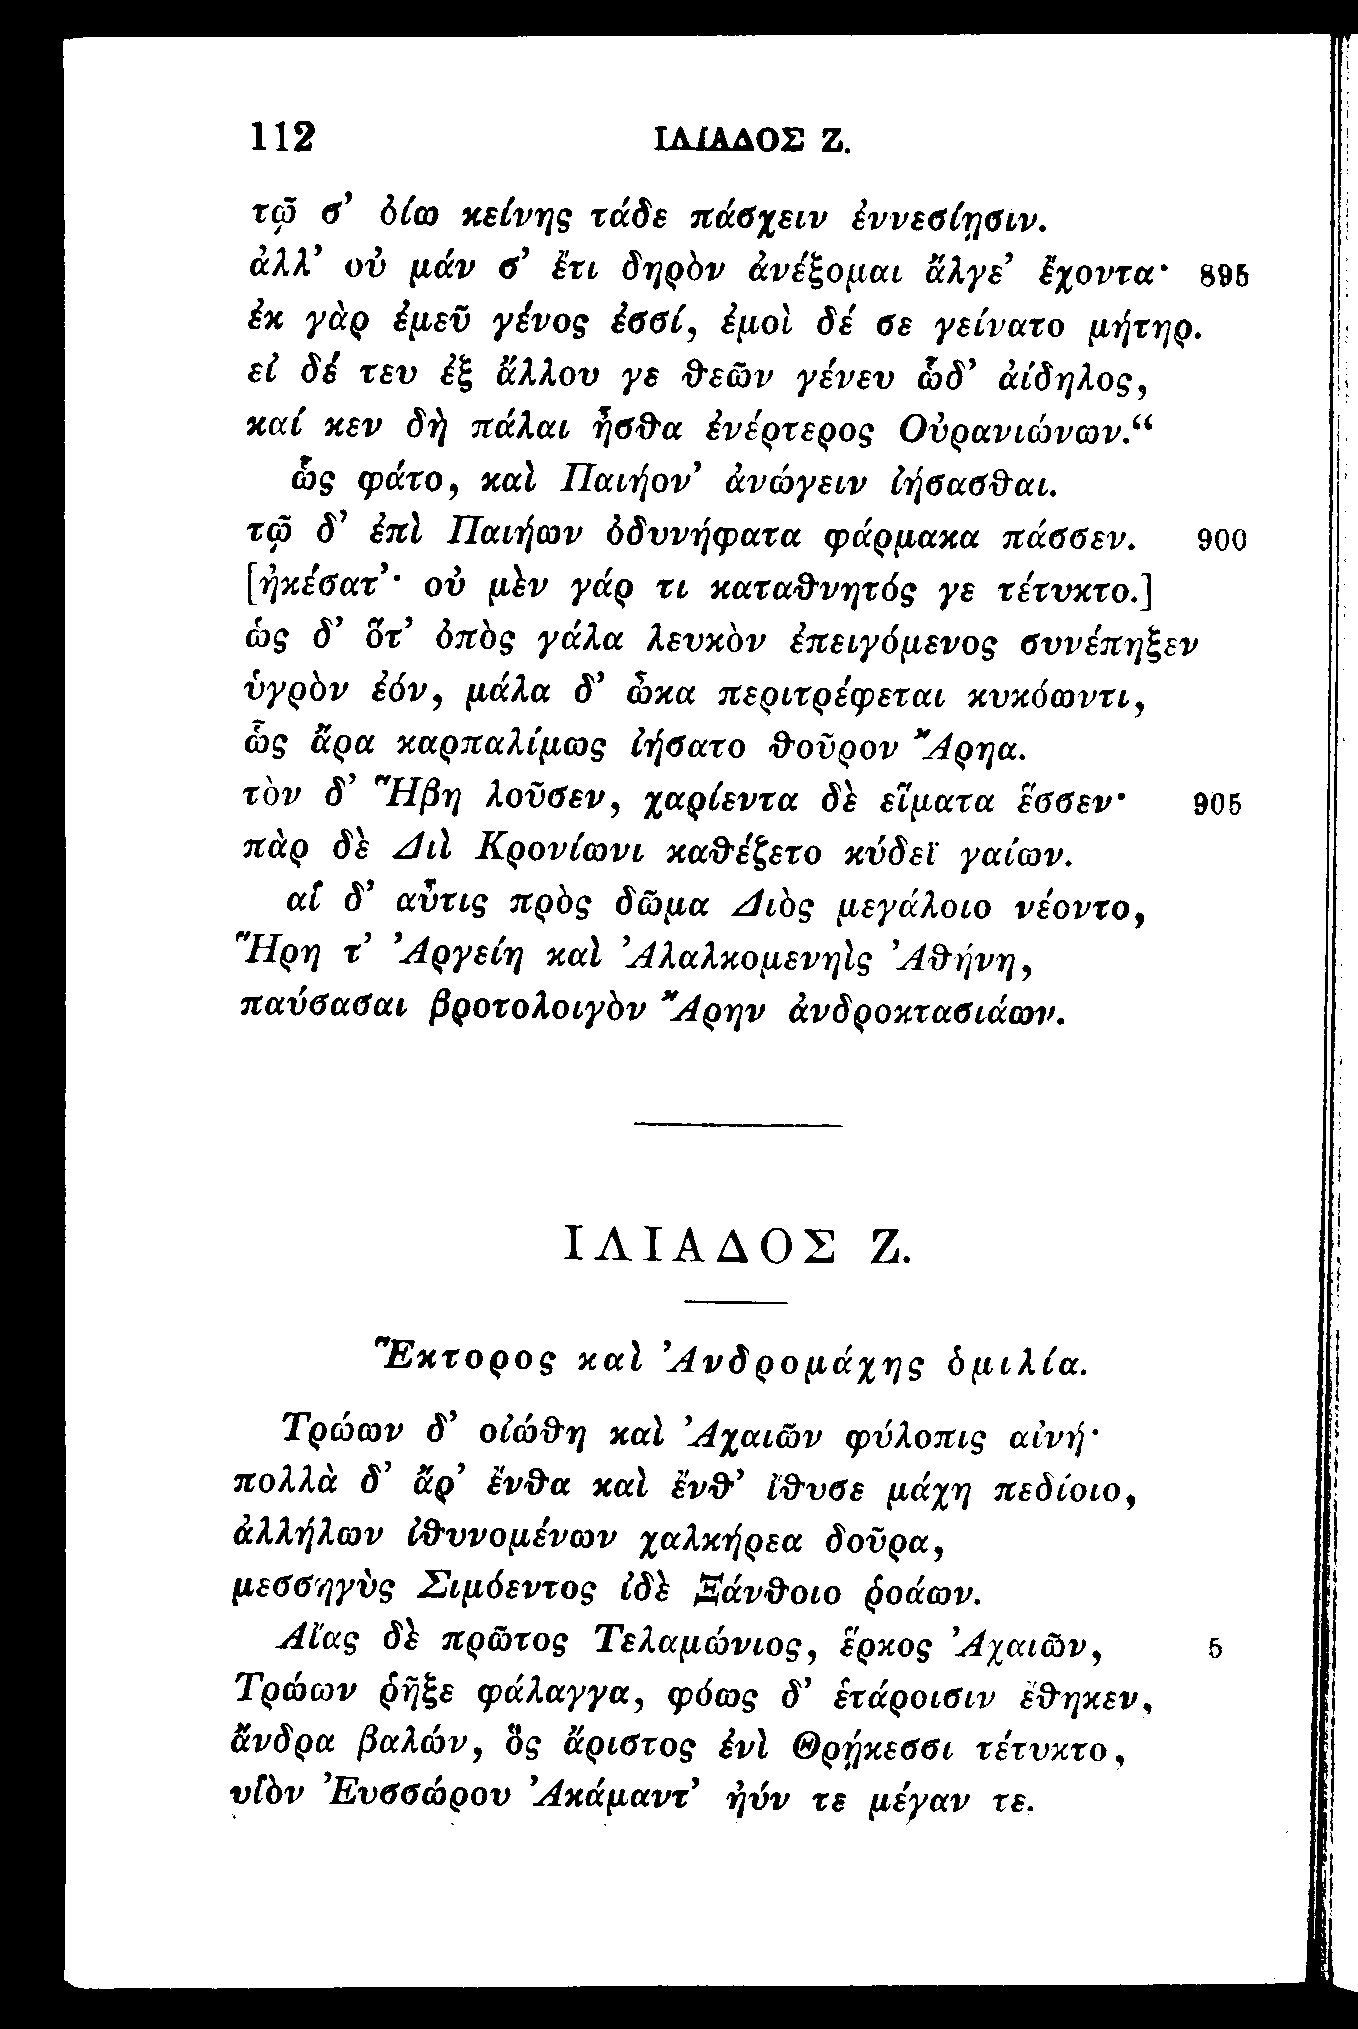 112 ΙΛΙΑΔΟΣ Ζ.
τῷ σ’ ὀίω κείνης τάδε πάσχειν ἐννεσίῃσιν.
ἀλλ’ οὐ μάν σ’ ἔτι δηρὸν ἀνέξομαι ἄλγε’ ἔχοντα· 895
ἐκ γὰρ ἐμεῦ γένος ἐσσί, ἐμοὶ δέ σε γείνατο μήτηρ.
εἰ δέ τευ ἐξ ἄλλου γε θεῶν γένευ ὧδ’ ἀίδηλος,
καί κεν δὴ πάλαι ἦσθα ἐνέρτερος Οὐρανιώνων.“
ὣς φάτο, καὶ Παιήον’ ἀνώγειν ἰήσασθαι.
τῷ δ’ ἐπὶ Παιήων ὀδυνήφατα φάρμακα πάσσεν. 900
[ἠκέσατ’· οὐ μὲν γάρ τι καταθνητός γε τέτυκτο.]
ὡς δ’ ὅτ’ ὀπὸς γάλα λευκὸν ἐπειγόμενος συνέπηξεν
ὑγρὸν ἐόν, μάλα δ’ ὦκα περιτρέφεται κυκόωντι,
ὣς ἄρα καρπαλίμως ἰήσατο θοῦρον Ἄρηα.
τὸν δ’ Ἥβη λοῦσεν, χαρίεντα δὲ εἵματα ἕσσεν· 905
πὰρ δὲ Διὶ Κρονίωνι καθέζετο κύδεϊ γαίων.
αἳ δ’ αὖτις πρὸς δῶμα Διὸς μεγάλοιο νέοντο,
Ἥρη τ’ Ἀργείη καὶ Ἀλαλκομενηὶς Ἀθήνη,
παύσασαι βροτολοιγὸν Ἄρην ἀνδροκτασιάων.
ΙΛΙΑΔΟΣ Ζ.
Ἕκτορος καὶ Ἀνδρομάχης ὁμιλία.
Τρώων δ’ οἰώθη καὶ Ἀχαιῶν φύλοπις αἰνή·
πολλὰ δ’ ἄρ’ ἔνθα καὶ ἔνθ’ ἴθυσε μάχη πεδίοιο,
ἀλλήλων ἰθυνομένων χαλκήρεα δοῦρα,
μεσσηγὺς Σιμόεντος ἰδὲ Ξάνθοιο ῥοάων.
Αἴας δὲ πρῶτος Τελαμώνιος, ἕρκος Ἀχαιῶν, 5
Τρώων ῥῆξε φάλαγγα, φόως δ’ ἑτάροισιν ἔθηκεν,
ἄνδρα βαλών, ὃς ἄριστος ἐνὶ Θρῄκεσσι τέτυκτο,
υἱὸν Ἐυσσώρου Ἀκάμαντ’ ἠύν τε μέγαν τε.